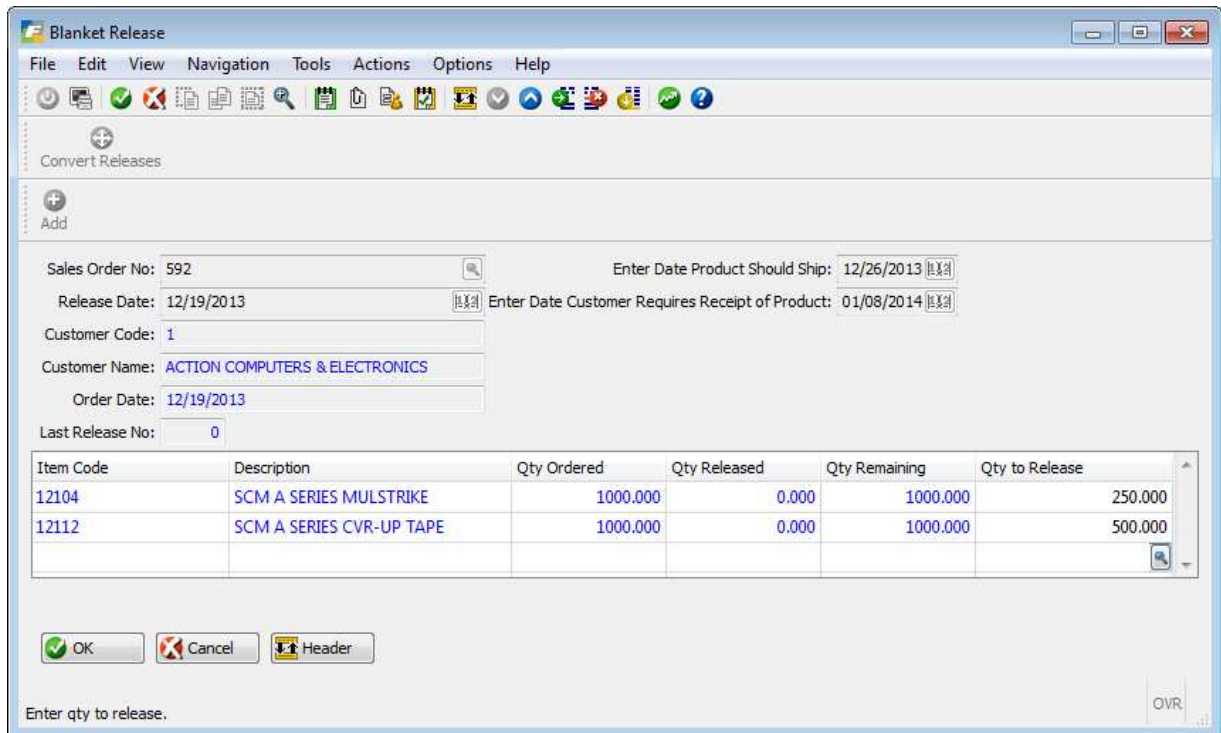 Blanket Release
File Edit View Navigation Tools Actions Options Help
Convert Releases
Add
Sales Order No: 592 Enter Date Product Should Ship: 12/26/2013
Release Date: 12/19/2013 Enter Date Customer Requires Receipt of Product: 01/08/2014
Customer Code: 1
Customer Name: ACTION COMPUTERS & ELECTRONICS
Order Date: 12/19/2013
Last Release No: 0
Item Code Description Qty Ordered Qty Released Qty Remaining Qty to Release
12104 SCM A SERIES MULSTRIKE 1000.000 0.000 1000.000 250.000
12112 SCM A SERIES CVR-UP TAPE 1000.000 0.000 1000.000 500.000
OK Cancel Header
Enter qty to release. OVR